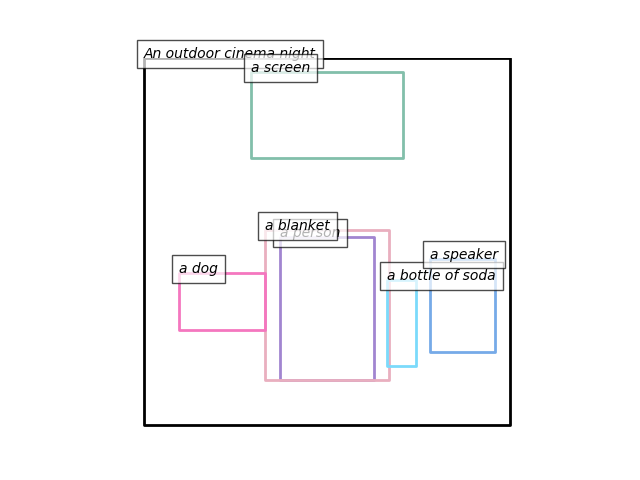 An outdoor cinema night
a screen
a blanket
a person
a speaker
a dog
a bottle of soda